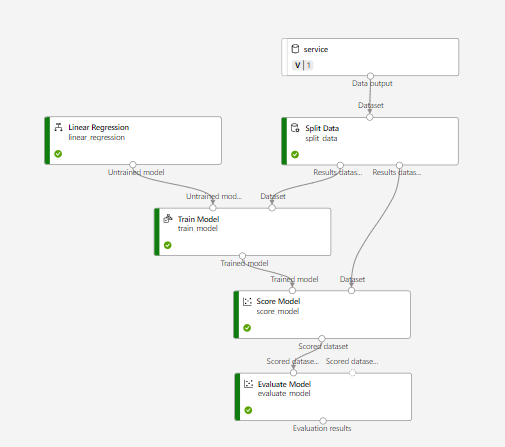 service
V 1
Data output
Dataset
Linear Regression
linear_regression
Split Data
split_data
Untrained model
Results datas...
Results datas...
Untrained mod...
Dataset
Train Model
train_model
Trained model
Trained model
Dataset
Score Model
score_model
Scored dataset
Scored datase...
Scored datase...
Evaluate Model
evaluate_model
Evaluation results